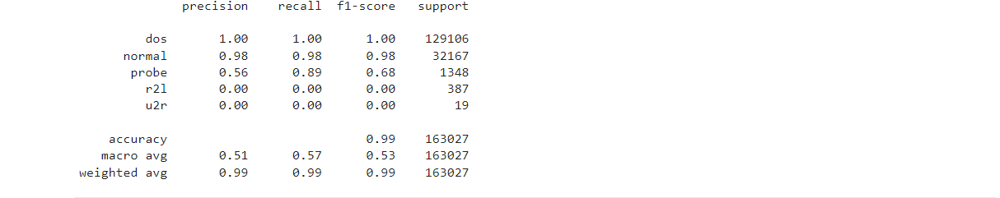 precision recall f1-score support
dos 1.00 1.00 1.00 129106
normal 0.98 0.98 0.98 32167
probe 0.56 0.89 0.68 1348
r2l 0.00 0.00 0.00 387
u2r 0.00 0.00 0.00 19
accuracy 0.99 163027
macro avg 0.51 0.57 0.53 163027
weighted avg 0.99 0.99 0.99 163027